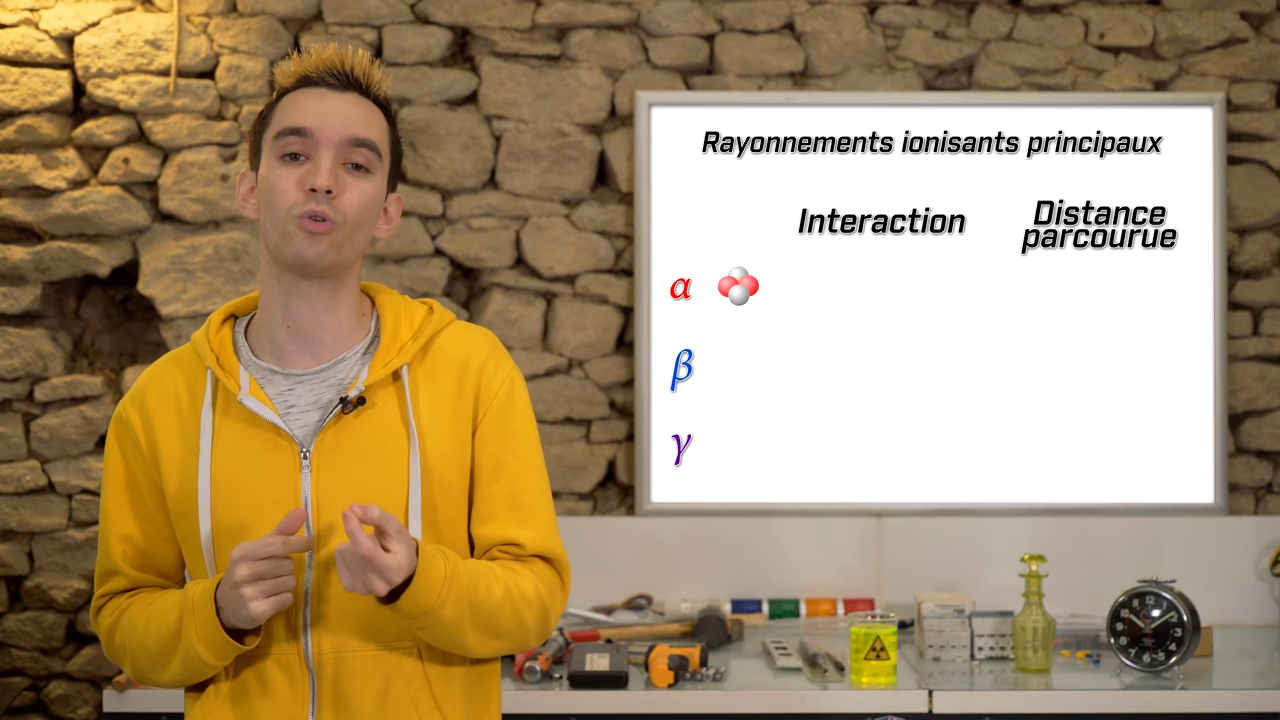 Rayonnements ionisants principaux
Interaction
Distance
parcourue
α
β
γ